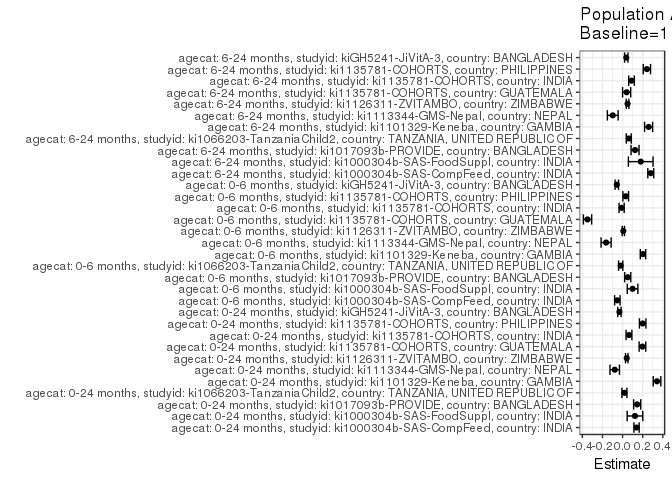 Population
Baseline=1
agecat: 6-24 months, studyid: kiGH5241-JiVitA-3, country: BANGLADESH
agecat: 6-24 months, studyid: ki1135781-COHORTS, country: PHILIPPINES
agecat: 6-24 months, studyid: ki1135781-COHORTS, country: INDIA
agecat: 6-24 months, studyid: ki1135781-COHORTS, country: GUATEMALA
agecat: 6-24 months, studyid: ki1126311-ZVITAMBO, country: ZIMBABWE
agecat: 6-24 months, studyid: ki1113344-GMS-Nepal, country: NEPAL
agecat: 6-24 months, studyid: ki1101329-Keneba, country: GAMBIA
agecat: 6-24 months, studyid: ki1066203-TanzaniaChild2, country: TANZANIA, UNITED REPUBLIC OF
agecat: 6-24 months, studyid: ki1017093b-PROVIDE, country: BANGLADESH
agecat: 6-24 months, studyid: ki1000304b-SAS-FoodSuppl, country: INDIA
agecat: 6-24 months, studyid: ki1000304b-SAS-CompFeed, country: INDIA
agecat: 0-6 months, studyid: kiGH5241-JiVitA-3, country: BANGLADESH
agecat: 0-6 months, studyid: ki1135781-COHORTS, country: PHILIPPINES
agecat: 0-6 months, studyid: ki1135781-COHORTS, country: INDIA
agecat: 0-6 months, studyid: ki1135781-COHORTS, country: GUATEMALA
agecat: 0-6 months, studyid: ki1126311-ZVITAMBO, country: ZIMBABWE
agecat: 0-6 months, studyid: ki1113344-GMS-Nepal, country: NEPAL
agecat: 0-6 months, studyid: ki1101329-Keneba, country: GAMBIA
agecat: 0-6 months, studyid: ki1066203-TanzaniaChild2, country: TANZANIA, UNITED REPUBLIC OF
agecat: 0-6 months, studyid: ki1017093b-PROVIDE, country: BANGLADESH
agecat: 0-6 months, studyid: ki1000304b-SAS-FoodSuppl, country: INDIA
agecat: 0-6 months, studyid: ki1000304b-SAS-CompFeed, country: INDIA
agecat: 0-24 months, studyid: kiGH5241-JiVitA-3, country: BANGLADESH
agecat: 0-24 months, studyid: ki1135781-COHORTS, country: PHILIPPINES
agecat: 0-24 months, studyid: ki1135781-COHORTS, country: INDIA
agecat: 0-24 months, studyid: ki1135781-COHORTS, country: GUATEMALA
agecat: 0-24 months, studyid: ki1126311-ZVITAMBO, country: ZIMBABWE
agecat: 0-24 months, studyid: ki1113344-GMS-Nepal, country: NEPAL
agecat: 0-24 months, studyid: ki1101329-Keneba, country: GAMBIA
agecat: 0-24 months, studyid: ki1066203-TanzaniaChild2, country: TANZANIA, UNITED REPUBLIC OF
agecat: 0-24 months, studyid: ki1017093b-PROVIDE, country: BANGLADESH
agecat: 0-24 months, studyid: ki1000304b-SAS-FoodSuppl, country: INDIA
agecat: 0-24 months, studyid: ki1000304b-SAS-CompFeed, country: INDIA
-0.4 -0.2 0.0 0.2 0.4
Estimate